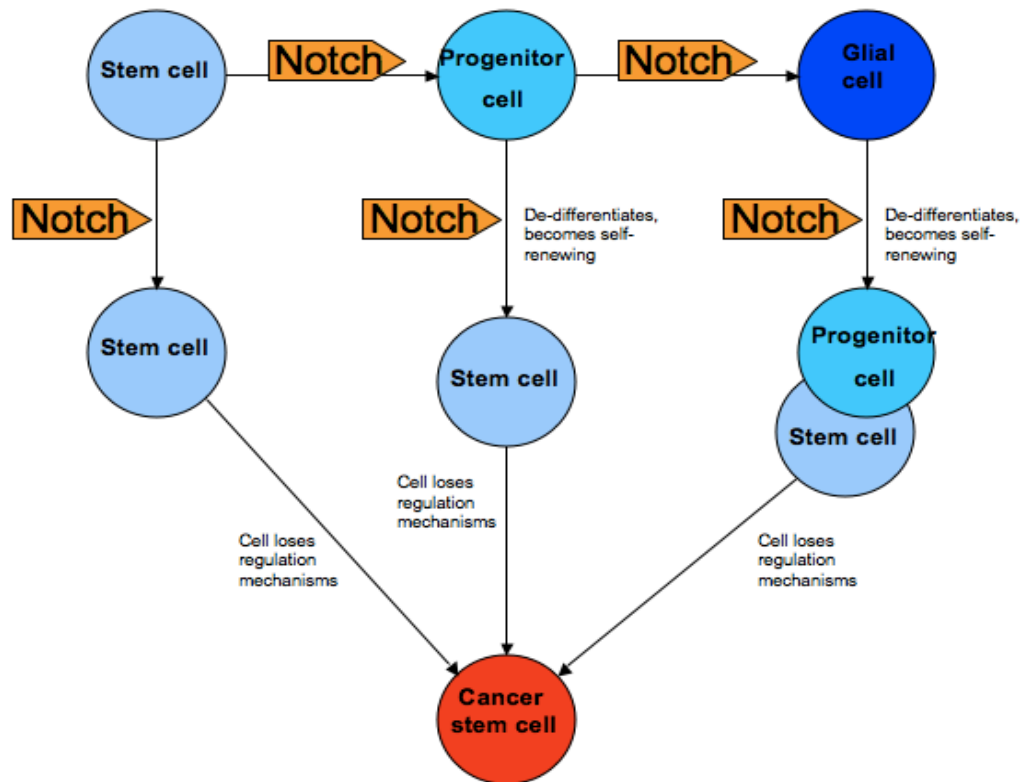 Stem cell
Notch
Progenitor
cell
Notch
Glial
cell
Notch
Notch
De-differentiates,
becomes self-
renewing
Notch
De-differentiates,
becomes self-
renewing
Stem cell
Stem cell
Progenitor
cell
Stem cell
Cell loses
regulation
mechanisms
Cell loses
regulation
mechanisms
Cell loses
regulation
mechanisms
Cancer
stem cell